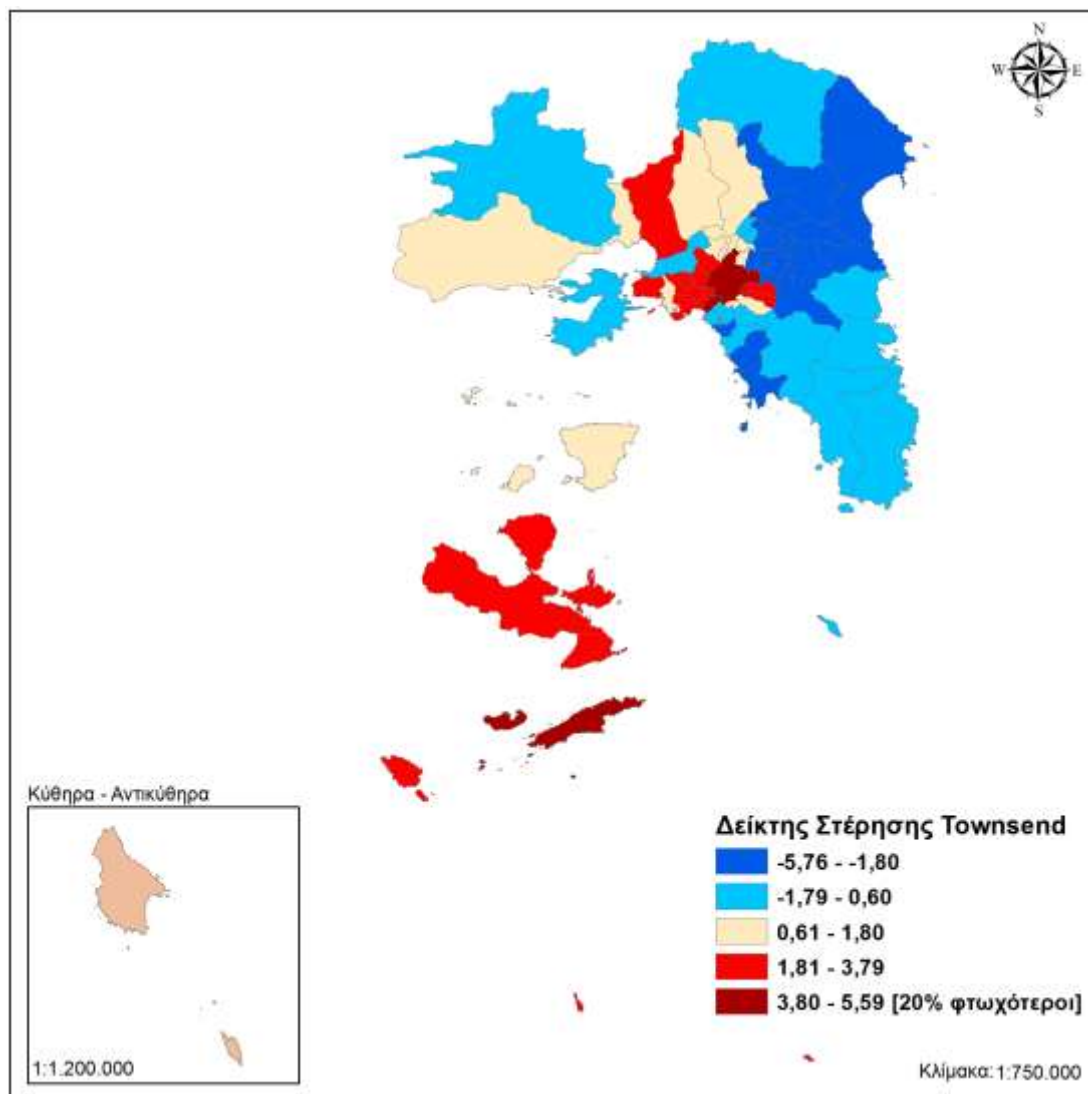 N
W E
S
Κύθηρα - Αντικύθηρα
1:1.200.000
Δείκτης Στέρησης Townsend
-5,76 - -1,80
-1,79 - 0,60
0,61 - 1,80
1,81 - 3,79
3,80 - 5,59 [20% φτωχότεροι]
Κλίμακα: 1:750.000